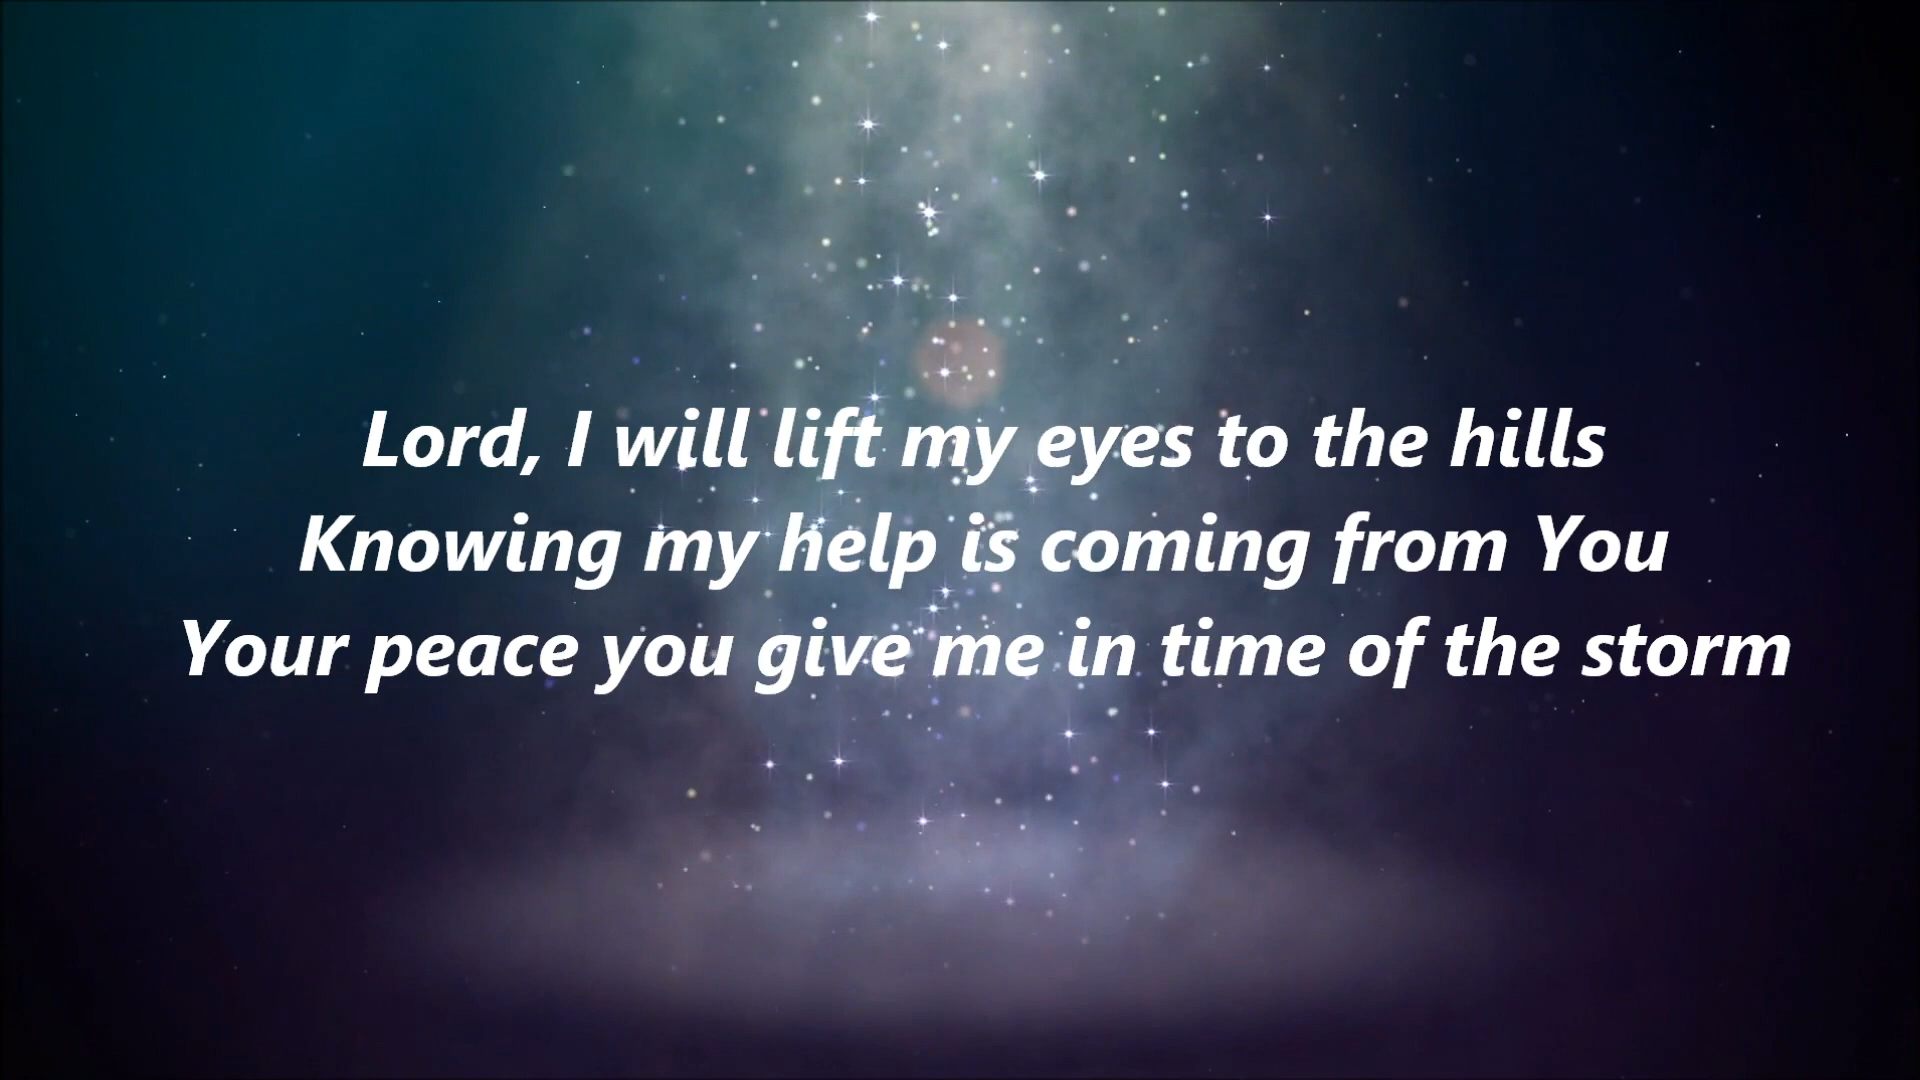 Lord, I will lift my eyes to the hills
Knowing my help is coming from You
Your peace you give me in time of the storm